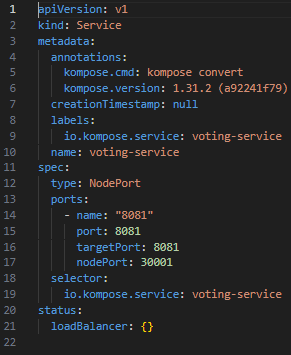 1 apiVersion: v1
2 kind: Service
3 metadata:
4   annotations:
5     kompose.cmd: kompose convert
6     kompose.version: 1.31.2 (a92241f79)
7   creationTimestamp: null
8   labels:
9     io.kompose.service: voting-service
10   name: voting-service
11 spec:
12   type: NodePort
13   ports:
14     - name: "8081"
15       port: 8081
16       targetPort: 8081
17       nodePort: 30001
18   selector:
19     io.kompose.service: voting-service
20 status:
21   loadBalancer: {}
22